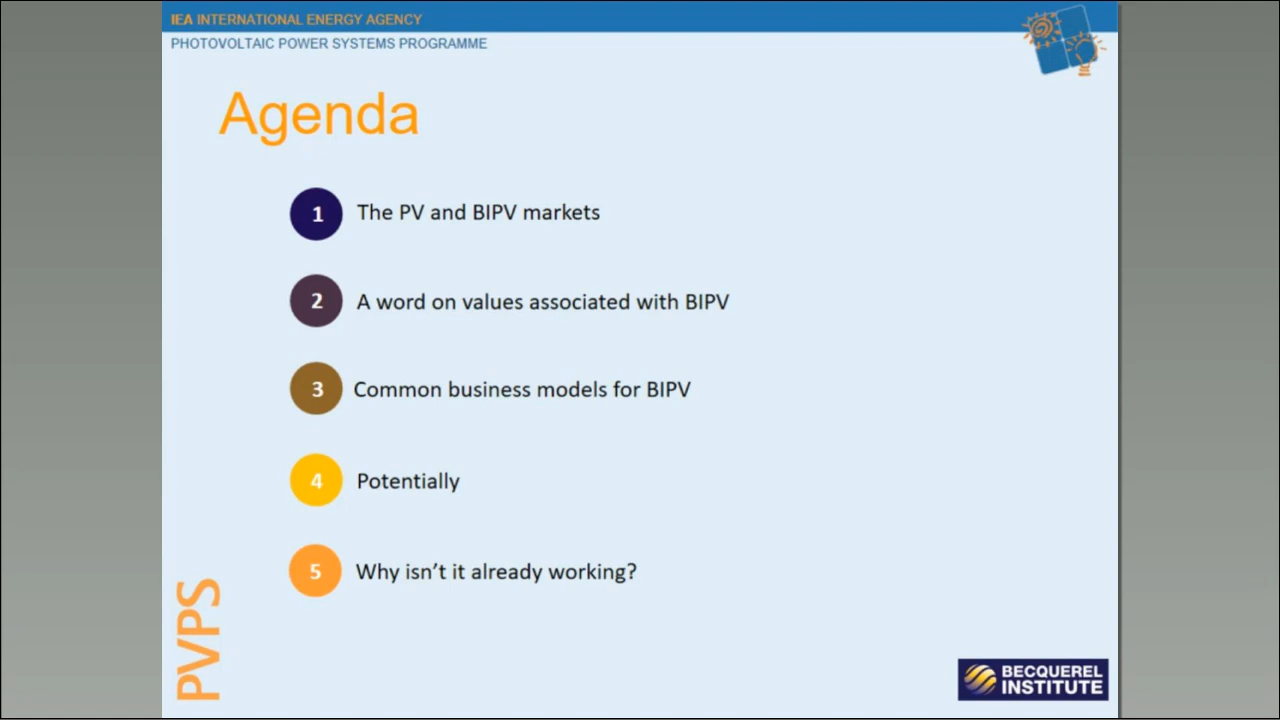 IEA INTERNATIONAL ENERGY AGENCY
PHOTOVOLTAIC POWER SYSTEMS PROGRAMME
Agenda
1 The PV and BIPV markets
2 A word on values associated with BIPV
3 Common business models for BIPV
4 Potentially
5 Why isn't it already working?
PVPS
BECQUEREL
INSTITUTE